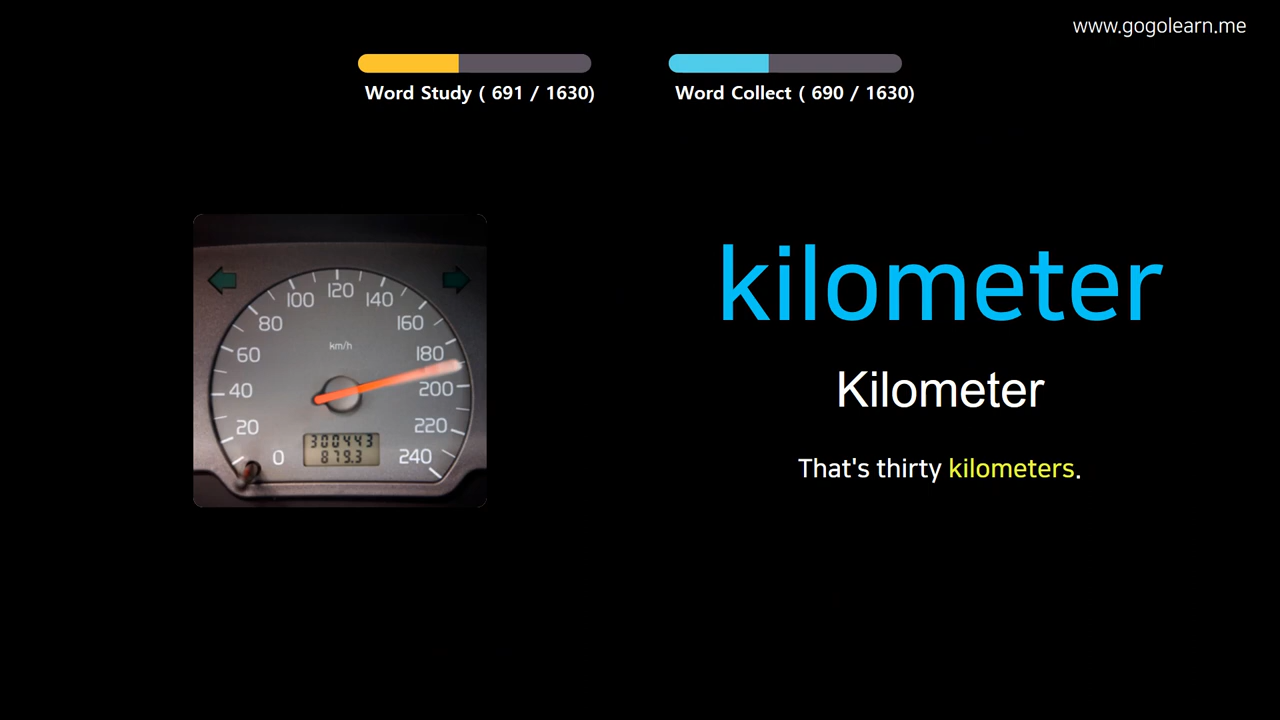 www.gogolearn.me
Word Study ( 691 / 1630)
Word Collect ( 690 / 1630)
kilometer
Kilometer
That's thirty kilometers.
100 120 140
80 160
km/h
60 180
40 200
20 220
0 240
300443
879.3